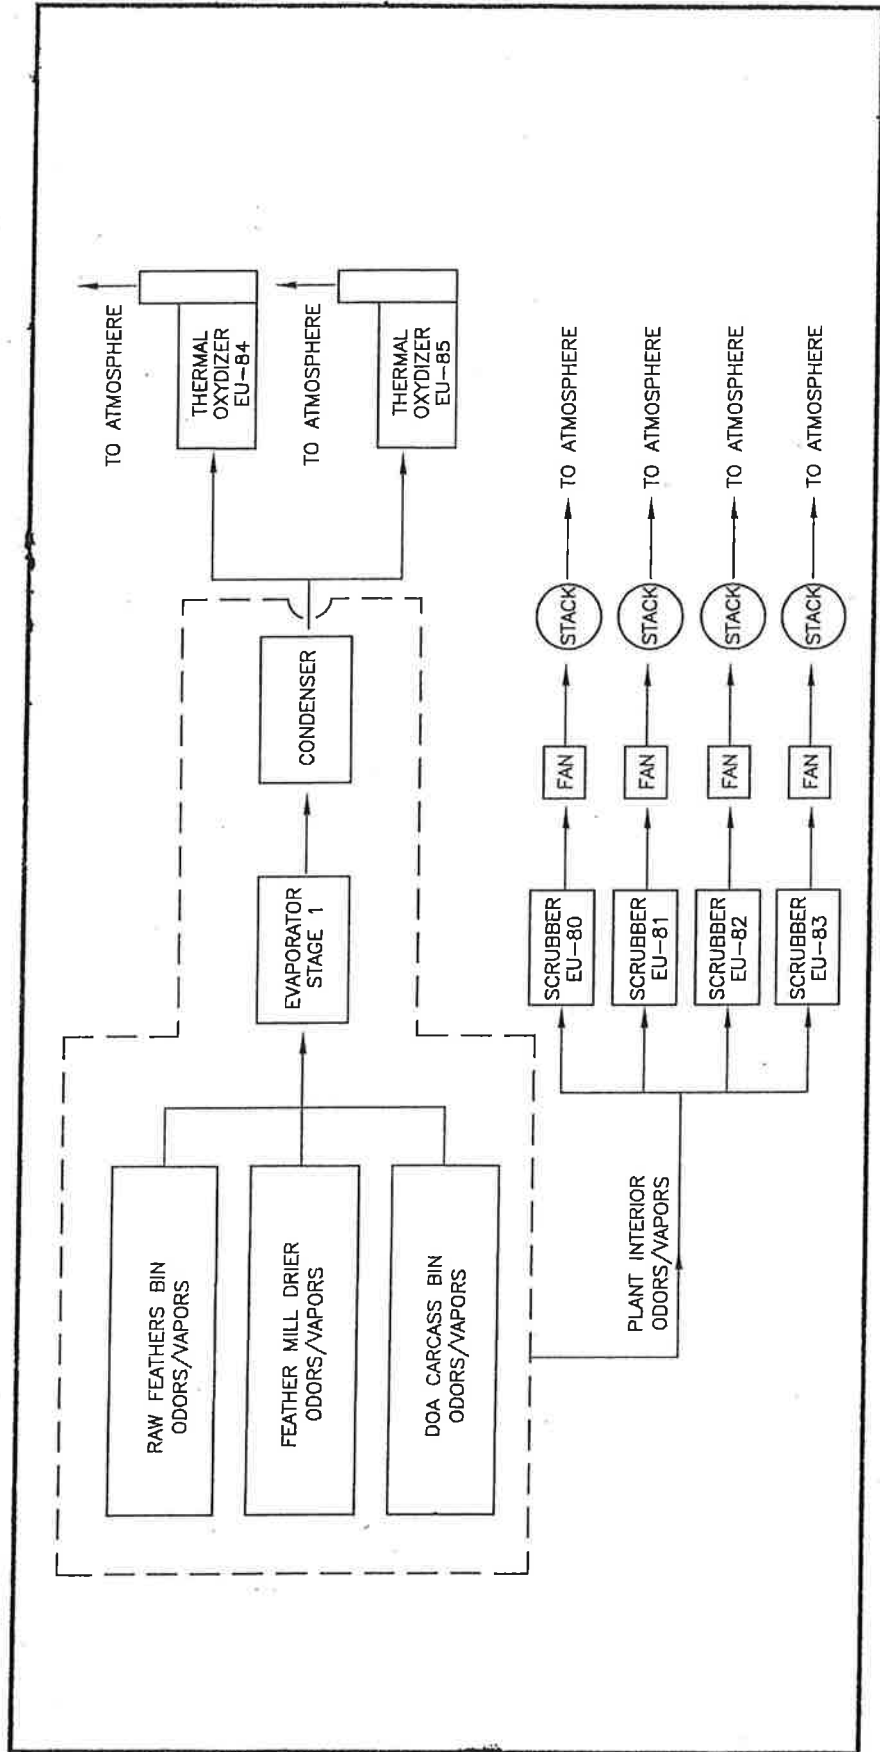 RAW FEATHERS BIN
ODORS/VAPORS
FEATHER MILL DRIER
ODORS/VAPORS
DOA CARCASS BIN
ODORS/VAPORS
EVAPORATOR
STAGE 1
CONDENSER
TO ATMOSPHERE
THERMAL
OXYDIZER
EU-84
TO ATMOSPHERE
THERMAL
OXYDIZER
EU-85
PLANT INTERIOR
ODORS/VAPORS
SCRUBBER
EU-80
FAN
STACK
TO ATMOSPHERE
SCRUBBER
EU-81
FAN
STACK
TO ATMOSPHERE
SCRUBBER
EU-82
FAN
STACK
TO ATMOSPHERE
SCRUBBER
EU-83
FAN
STACK
TO ATMOSPHERE